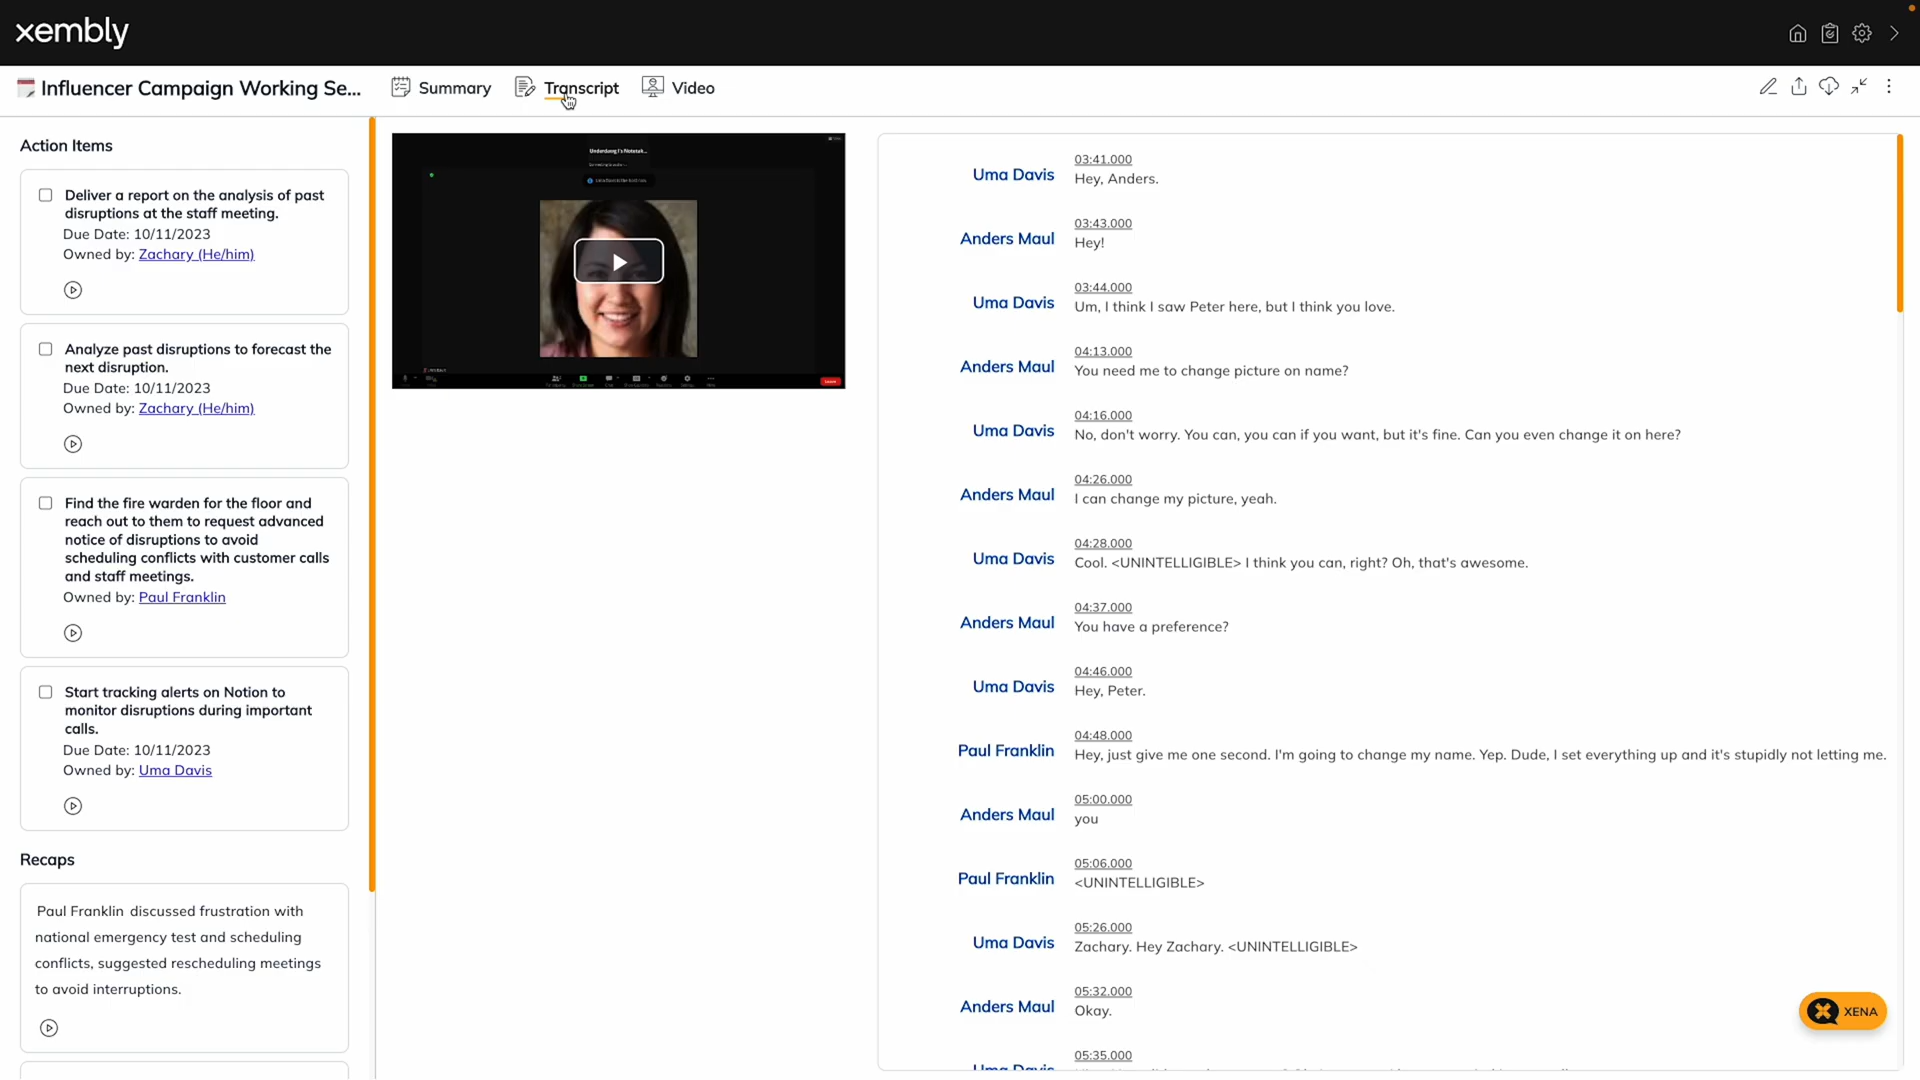 xembly
Influencer Campaign Working Se...
Summary
Transcript
Video
Action Items
Deliver a report on the analysis of past
disruptions at the staff meeting.
Due Date: 10/11/2023
Owned by: Zachary (He/him)
Analyze past disruptions to forecast the
next disruption.
Due Date: 10/11/2023
Owned by: Zachary (He/him)
Find the fire warden for the floor and
reach out to them to request advanced
notice of disruptions to avoid
scheduling conflicts with customer calls
and staff meetings.
Owned by: Paul Franklin
Start tracking alerts on Notion to
monitor disruptions during important
calls.
Due Date: 10/11/2023
Owned by: Uma Davis
Recaps
Paul Franklin discussed frustration with
national emergency test and scheduling
conflicts, suggested rescheduling meetings
to avoid interruptions.
03:41.000
Uma Davis
Hey, Anders.
03:43.000
Anders Maul
Hey!
03:44.000
Uma Davis
Um, I think I saw Peter here, but I think you love.
04:13.000
Anders Maul
You need me to change picture on name?
04:16.000
Uma Davis
No, don't worry. You can, you can if you want, but it's fine. Can you even change it on here?
04:26.000
Anders Maul
I can change my picture, yeah.
04:28.000
Uma Davis
Cool. <UNINTELLIGIBLE> I think you can, right? Oh, that's awesome.
04:37.000
Anders Maul
You have a preference?
04:46.000
Uma Davis
Hey, Peter.
04:48.000
Paul Franklin
Hey, just give me one second. I'm going to change my name. Yep. Dude, I set everything up and it's stupidly not letting me.
05:00.000
Anders Maul
you
05:06.000
Paul Franklin
<UNINTELLIGIBLE>
05:26.000
Uma Davis
Zachary. Hey Zachary. <UNINTELLIGIBLE>
05:32.000
Anders Maul
Okay.
05:35.000
Uma Davis
XENA